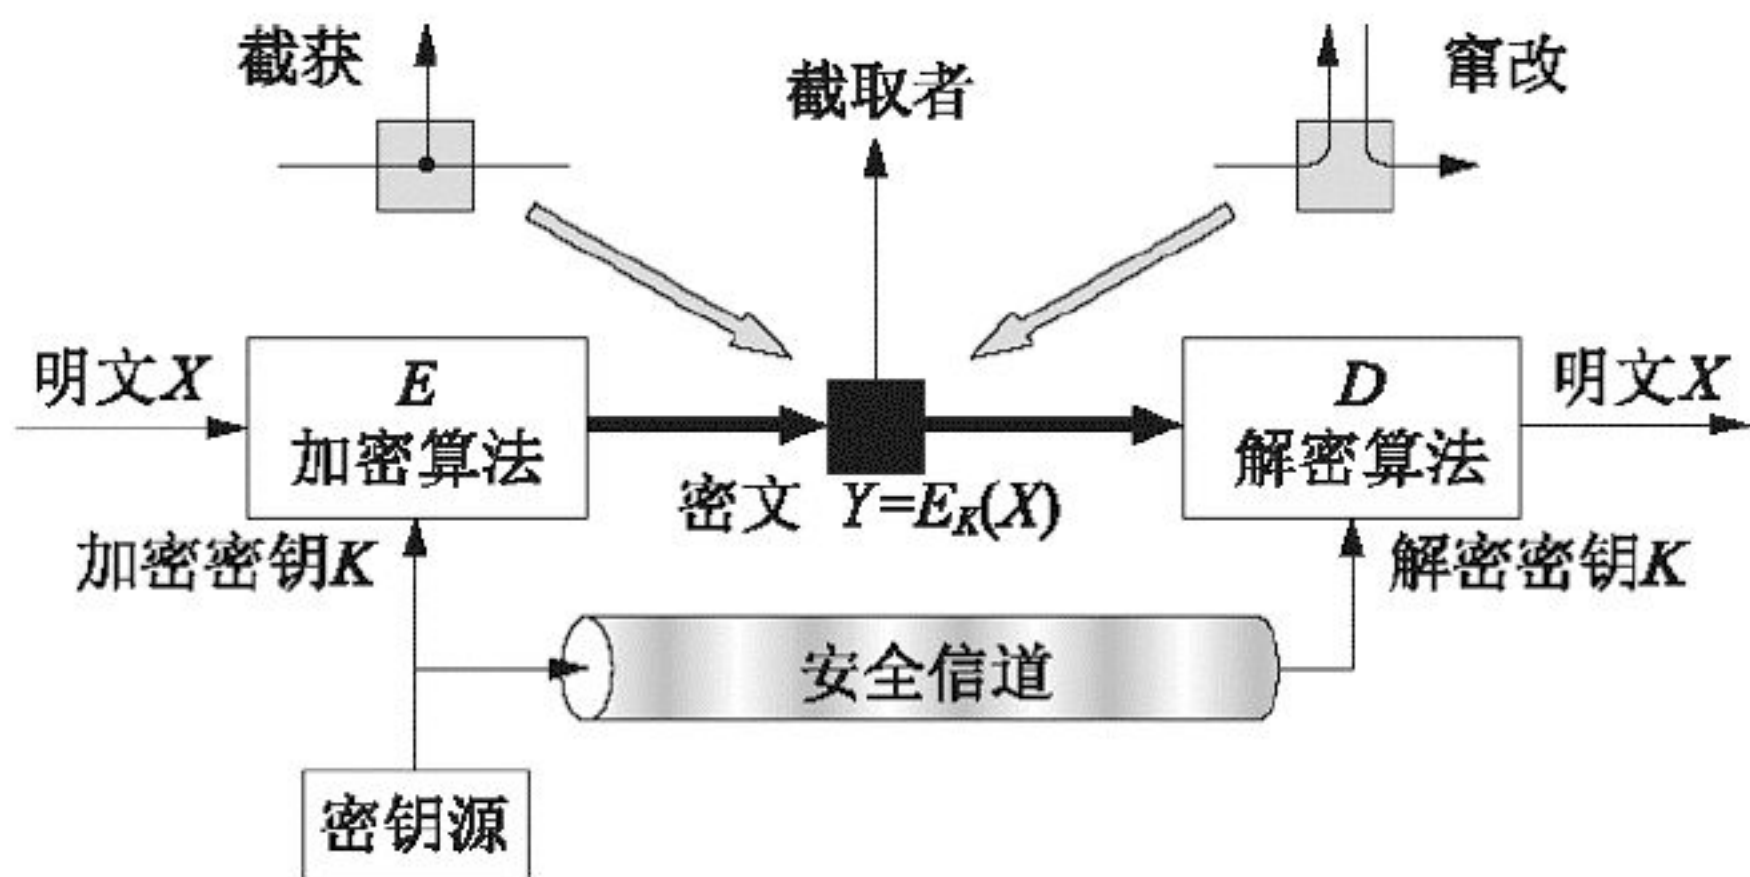 截获
截取者
窜改
明文X
E
加密算法
密文 Y=E_K(X)
D
解密算法
明文X
加密密钥K
解密密钥K
安全信道
密钥源